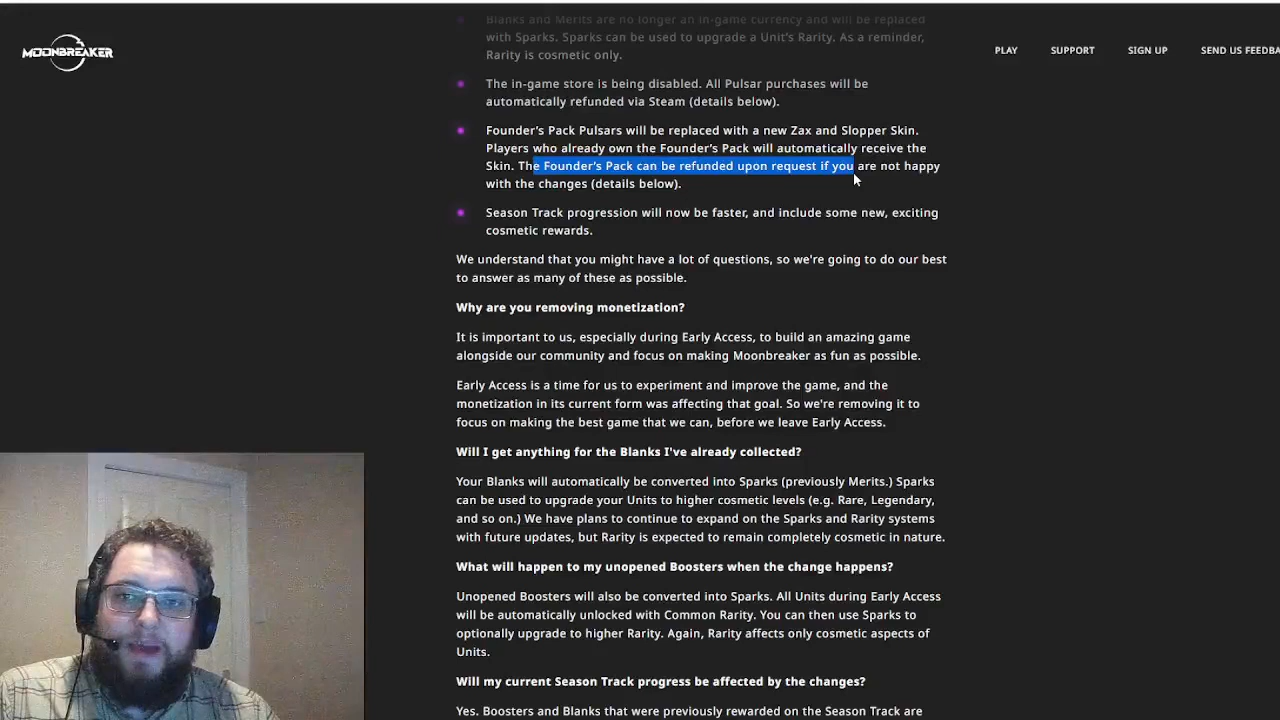 Blanks and Merits are no longer an in-game currency and will be replaced
with Sparks. Sparks can be used to upgrade a Unit's Rarity. As a reminder,
Rarity is cosmetic only.
MOONBREAKER
PLAY SUPPORT SIGN UP SEND US FEEDBA
The in-game store is being disabled. All Pulsar purchases will be
automatically refunded via Steam (details below).
Founder's Pack Pulsars will be replaced with a new Zax and Slopper Skin.
Players who already own the Founder's Pack will automatically receive the
Skin. The Founder's Pack can be refunded upon request if you are not happy
with the changes (details below).
Season Track progression will now be faster, and include some new, exciting
cosmetic rewards.
We understand that you might have a lot of questions, so we're going to do our best
to answer as many of these as possible.
Why are you removing monetization?
It is important to us, especially during Early Access, to build an amazing game
alongside our community and focus on making Moonbreaker as fun as possible.
Early Access is a time for us to experiment and improve the game, and the
monetization in its current form was affecting that goal. So we're removing it to
focus on making the best game that we can, before we leave Early Access.
Will I get anything for the Blanks I've already collected?
Your Blanks will automatically be converted into Sparks (previously Merits.) Sparks
can be used to upgrade your Units to higher cosmetic levels (e.g. Rare, Legendary,
and so on.) We have plans to continue to expand on the Sparks and Rarity systems
with future updates, but Rarity is expected to remain completely cosmetic in nature.
What will happen to my unopened Boosters when the change happens?
Unopened Boosters will also be converted into Sparks. All Units during Early Access
will be automatically unlocked with Common Rarity. You can then use Sparks to
optionally upgrade to higher Rarity. Again, Rarity affects only cosmetic aspects of
Units.
Will my current Season Track progress be affected by the changes?
Yes. Boosters and Blanks that were previously rewarded on the Season Track are